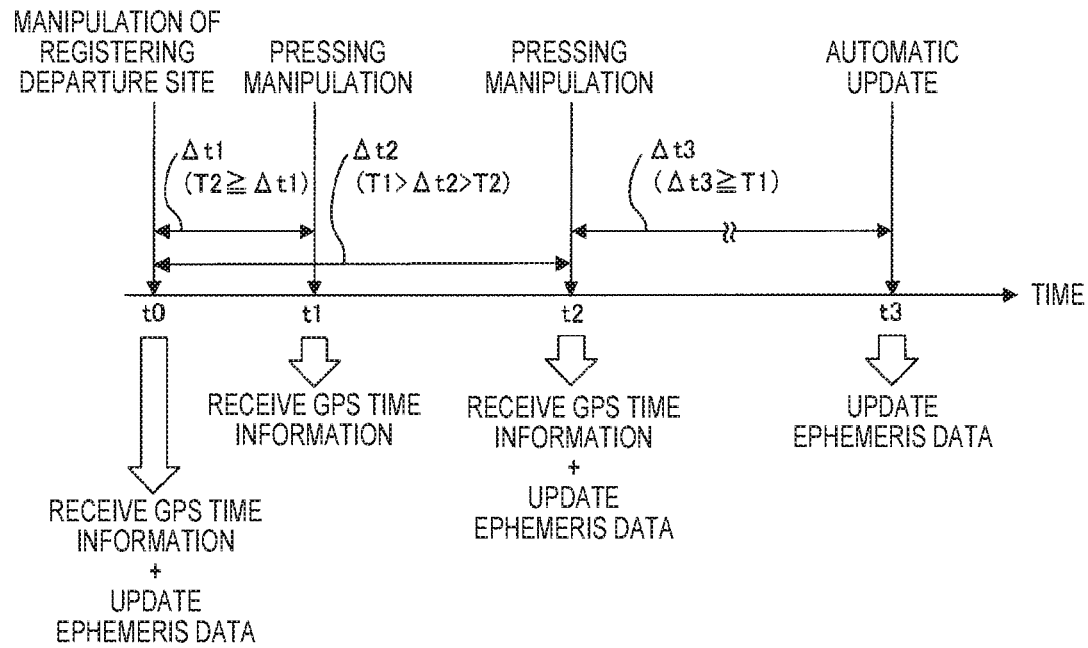 MANIPULATION OF
REGISTERING
DEPARTURE SITE
PRESSING
MANIPULATION
PRESSING
MANIPULATION
AUTOMATIC
UPDATE
Δt1
(T2≧Δt1)
Δt2
(T1>Δt2>T2)
Δt3
(Δt3≧T1)
TIME
t0
t1
t2
t3
RECEIVE GPS TIME
INFORMATION
+
UPDATE
EPHEMERIS DATA
RECEIVE GPS TIME
INFORMATION
RECEIVE GPS TIME
INFORMATION
+
UPDATE
EPHEMERIS DATA
UPDATE
EPHEMERIS DATA